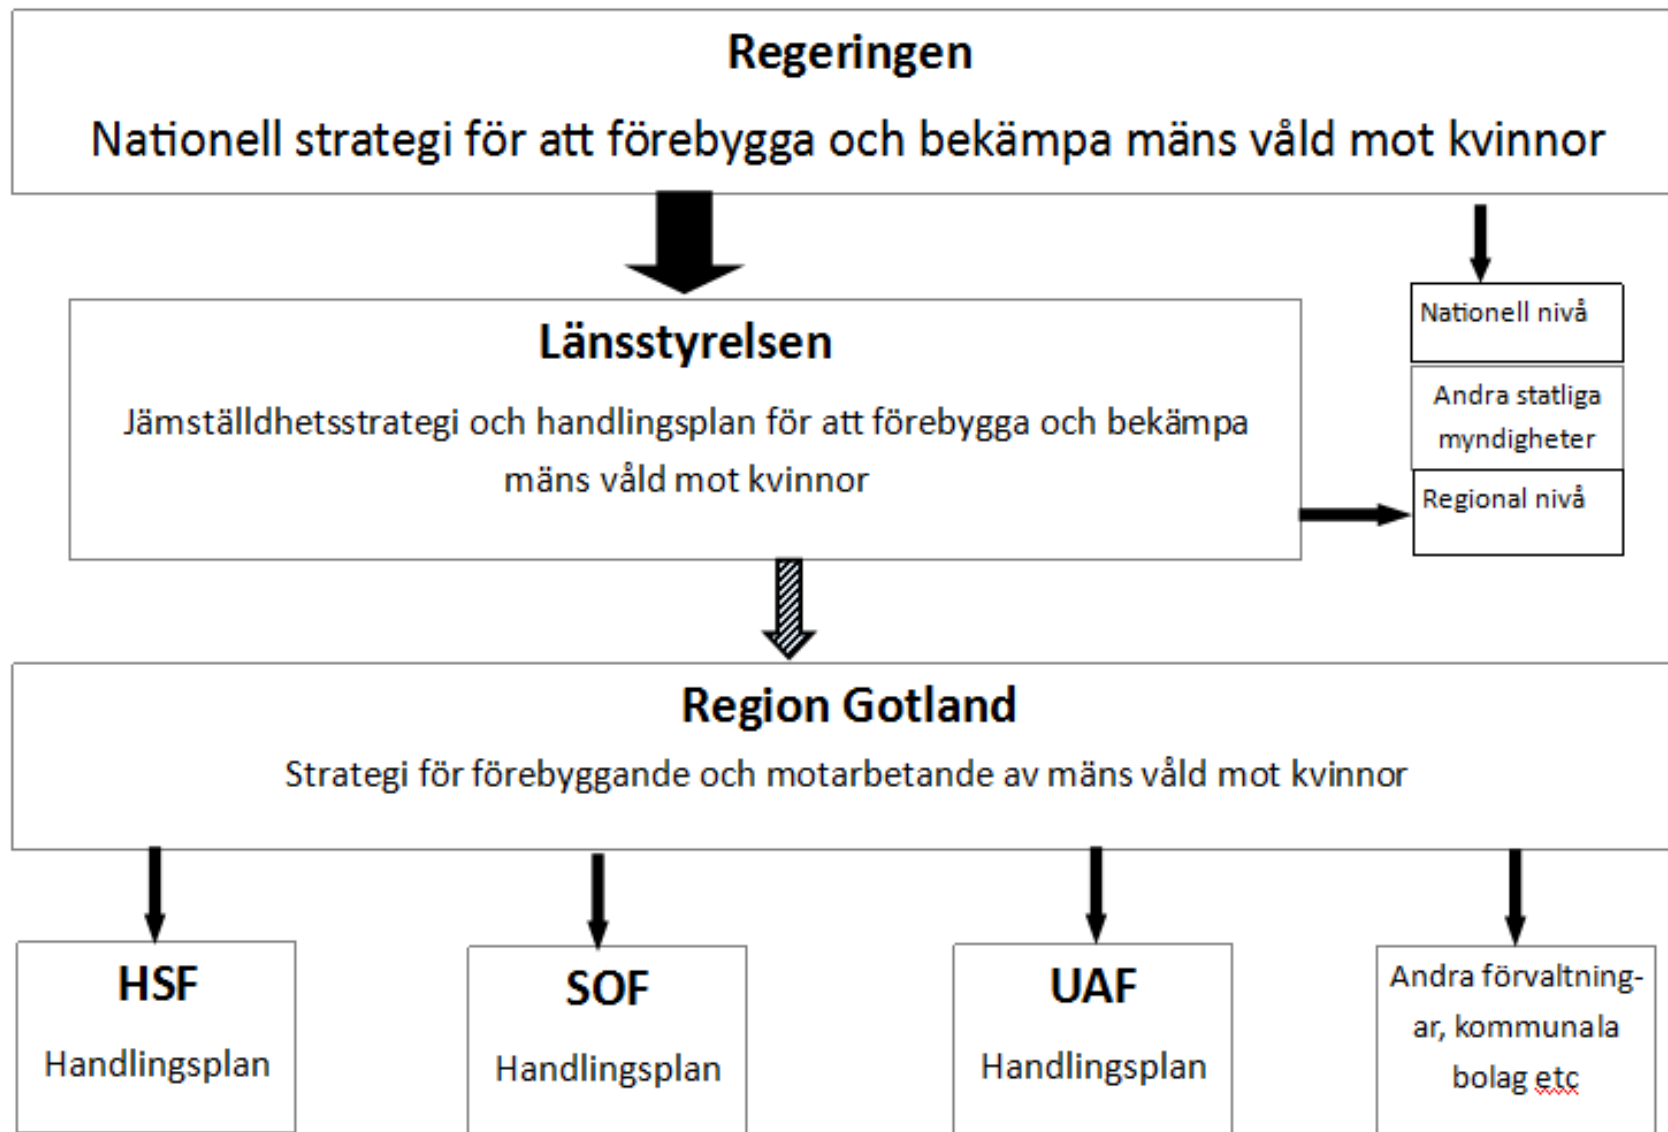 Regeringen
Nationell strategi för att förebygga och bekämpa mäns våld mot kvinnor
Nationell nivå
Andra statliga
myndigheter
Regional nivå
Länsstyrelsen
Jämställdhetsstrategi och handlingsplan för att förebygga och bekämpa
mäns våld mot kvinnor
Region Gotland
Strategi för förebyggande och motarbetande av mäns våld mot kvinnor
HSF
Handlingsplan
SOF
Handlingsplan
UAF
Handlingsplan
Andra förvaltning-
ar, kommunala
bolag etc